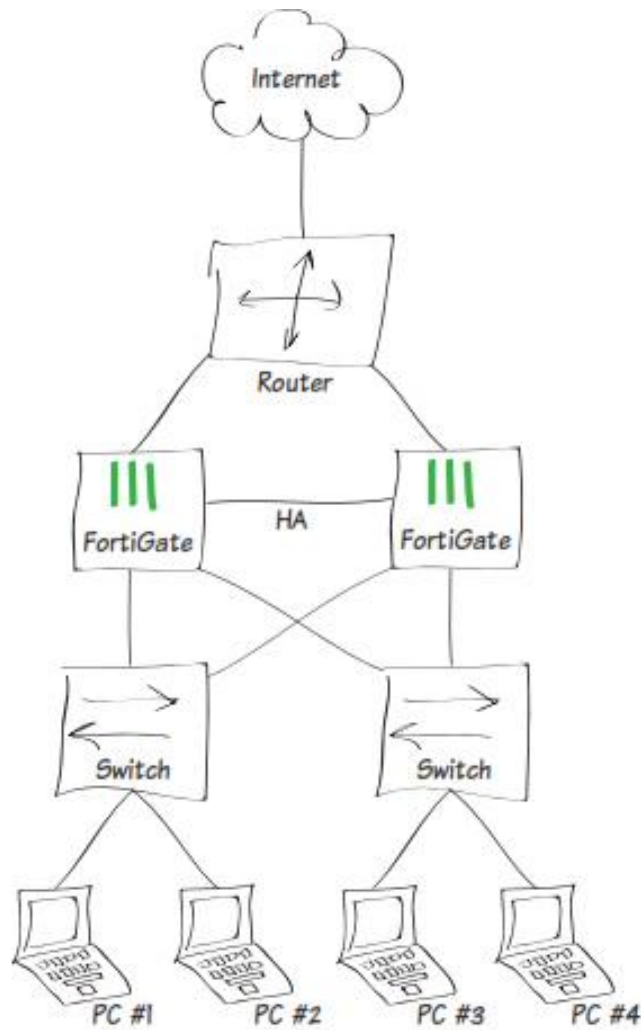 Internet
Router
HA
FortiGate
FortiGate
Switch
Switch
PC #1
PC #2
PC #3
PC #4